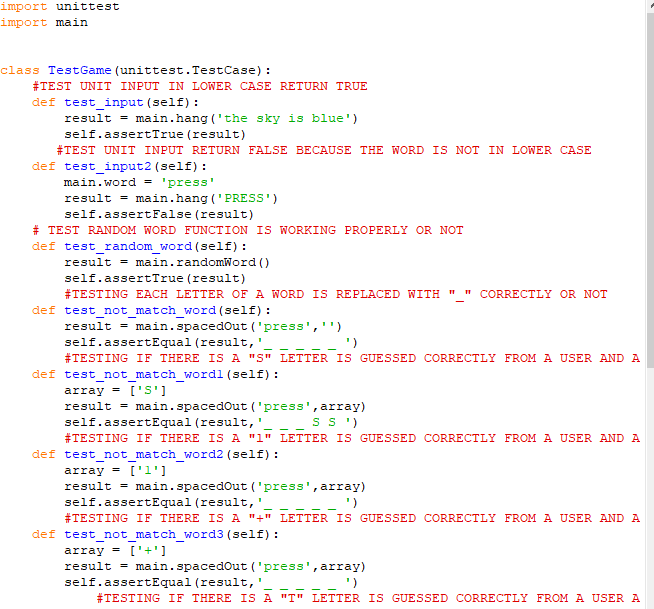 import unittest
import main
class TestGame(unittest.TestCase):
#TEST UNIT INPUT IN LOWER CASE RETURN TRUE
def test_input(self):
result = main.hang('the sky is blue')
self.assertTrue(result)
#TEST UNIT INPUT RETURN FALSE BECAUSE THE WORD IS NOT IN LOWER CASE
def test_input2(self):
main.word = 'press'
result = main.hang('PRESS')
self.assertFalse(result)
# TEST RANDOM WORD FUNCTION IS WORKING PROPERLY OR NOT
def test_random_word(self):
result = main.randomWord()
self.assertTrue(result)
#TESTING EACH LETTER OF A WORD IS REPLACED WITH "_" CORRECTLY OR NOT
def test_not_match_word(self):
result = main.spacedOut('press','')
self.assertEqual(result,'_ _ _ _ _ ')
#TESTING IF THERE IS A "S" LETTER IS GUESSED CORRECTLY FROM A USER AND A
def test_not_match_word1(self):
array = ['S']
result = main.spacedOut('press',array)
self.assertEqual(result,'_ _ _ S S ')
#TESTING IF THERE IS A "1" LETTER IS GUESSED CORRECTLY FROM A USER AND A
def test_not_match_word2(self):
array = ['1']
result = main.spacedOut('press',array)
self.assertEqual(result,'_ _ _ _ _ ')
#TESTING IF THERE IS A "+" LETTER IS GUESSED CORRECTLY FROM A USER AND A
def test_not_match_word3(self):
array = ['+']
result = main.spacedOut('press',array)
self.assertEqual(result,'_ _ _ _ _ ')
#TESTING IF THERE IS A "T" LETTER IS GUESSED CORRECTLY FROM A USER A